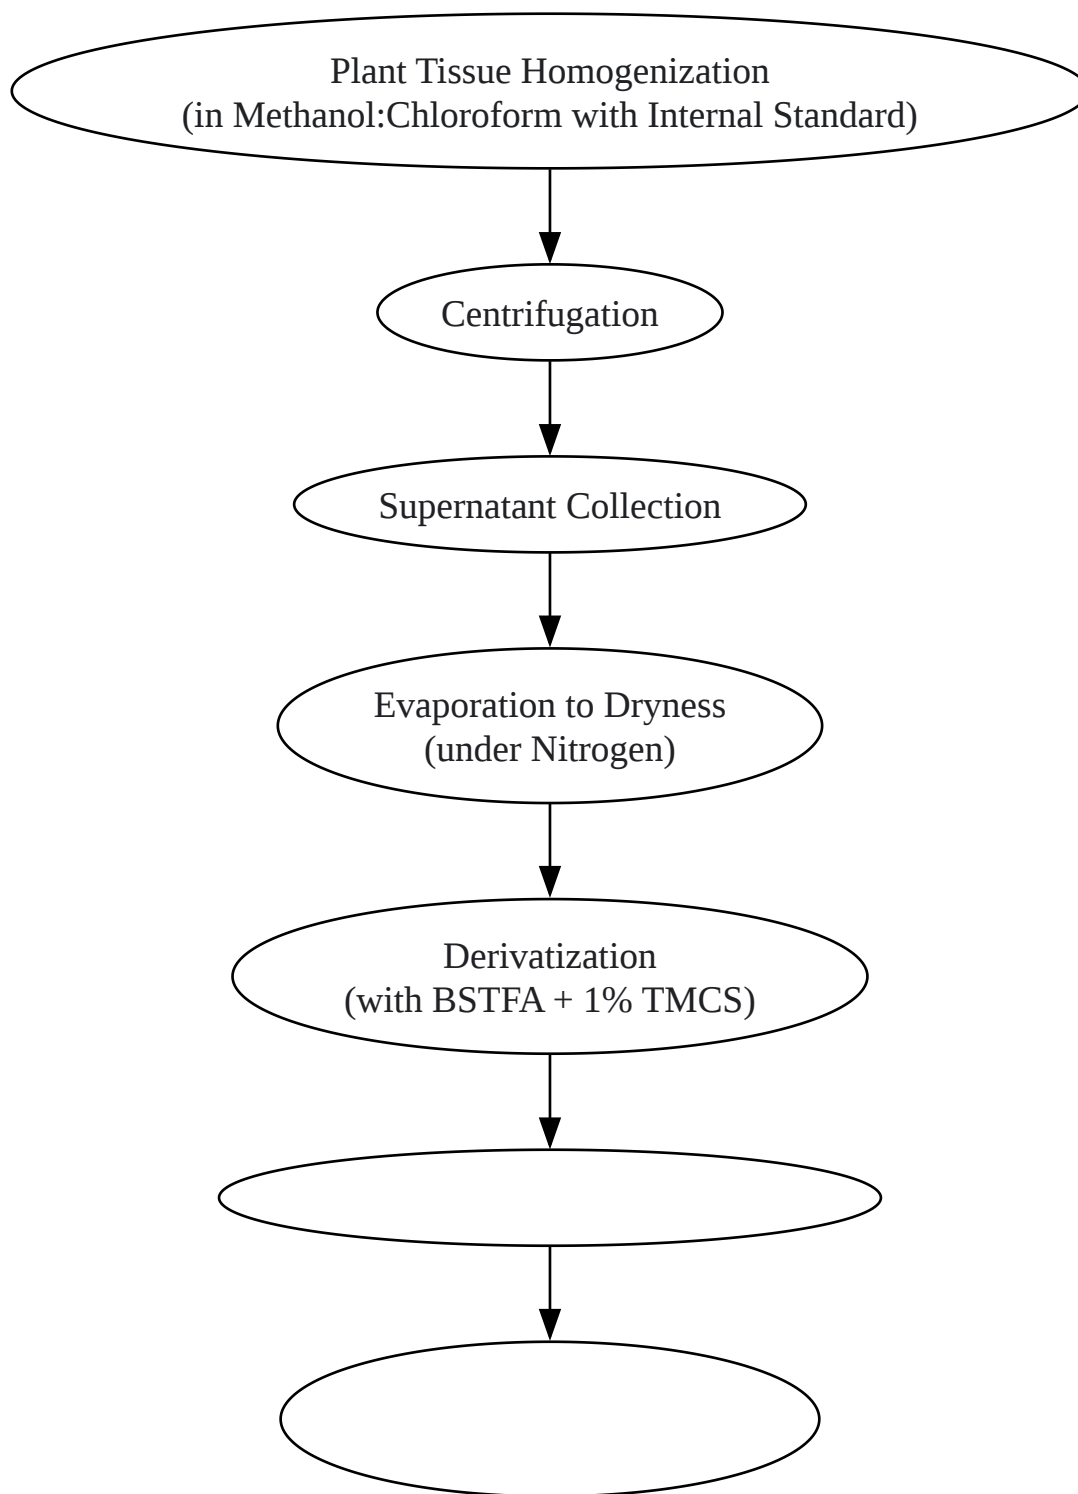 Plant Tissue Homogenization
(in Methanol:Chloroform with Internal Standard)
Centrifugation
Supernatant Collection
Evaporation to Dryness
(under Nitrogen)
Derivatization
(with BSTFA + 1% TMCS)